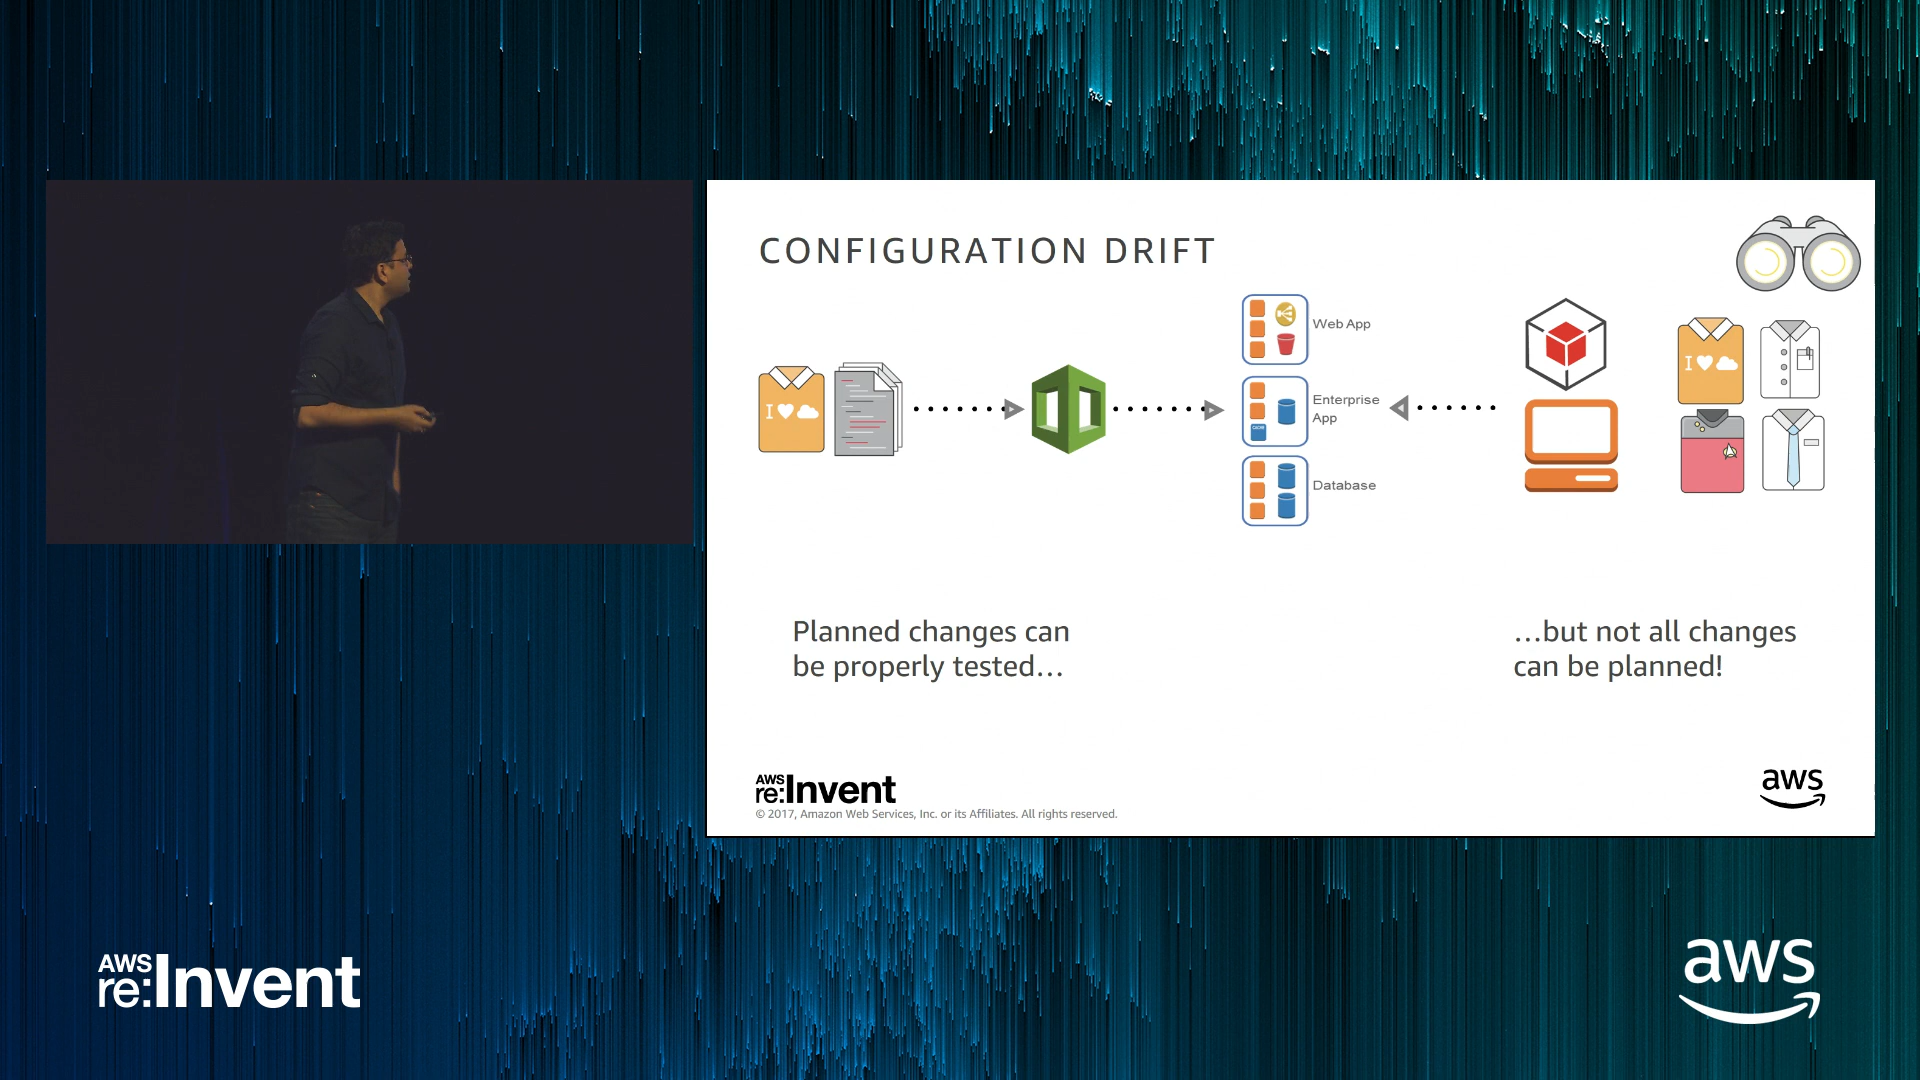 CONFIGURATION DRIFT
I
Web App
Enterprise
App
CACHE
Database
I
Planned changes can
be properly tested…
…but not all changes
can be planned!
AWS
re:Invent
© 2017, Amazon Web Services, Inc. or its Affiliates. All rights reserved.
aws
AWS
re:Invent
aws